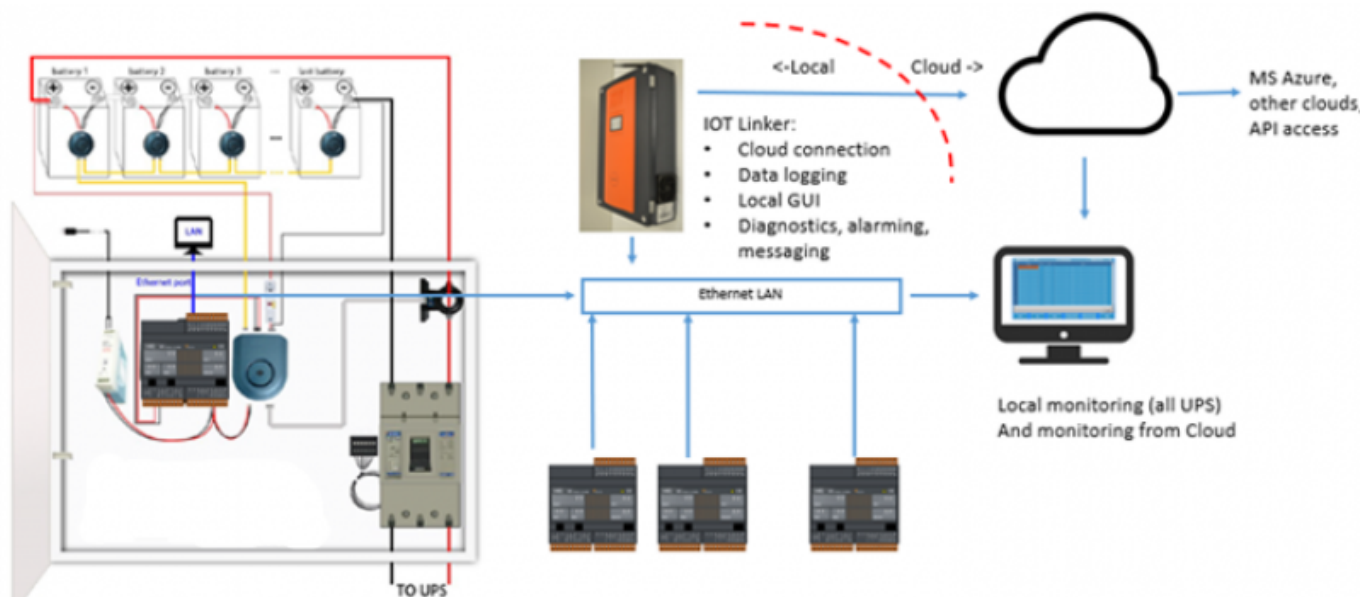 Battery 1
Battery 2
Battery 3
...
Last battery
LAN
Ethernet port
TO UPS
<-Local
Cloud ->
IOT Linker:
• Cloud connection
• Data logging
• Local GUI
• Diagnostics, alarming,
messaging
MS Azure,
other clouds,
API access
Ethernet LAN
Local monitoring (all UPS)
And monitoring from Cloud